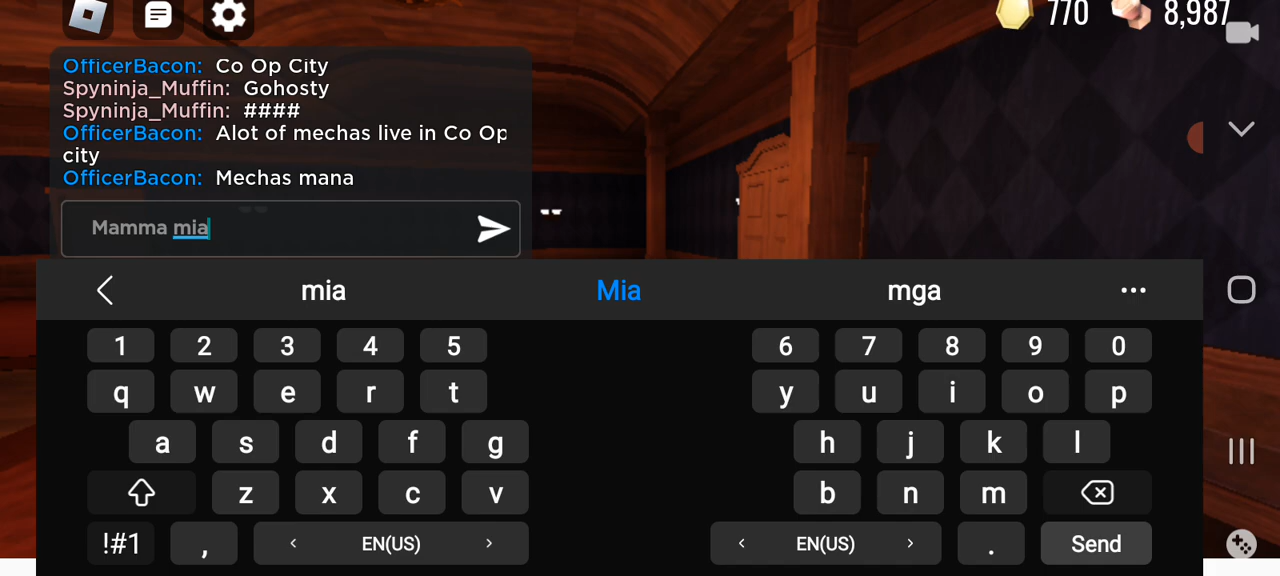 770 8,987
OfficerBacon: Co Op City
Spyninja_Muffin: Gohosty
Spyninja_Muffin: ####
OfficerBacon: Alot of mechas live in Co Op
city
OfficerBacon: Mechas mana
Mamma mia
mia Mia mga
1 2 3 4 5 6 7 8 9 0
q w e r t y u i o p
a s d f g h j k l
z x c v b n m
!#1 , < EN(US) > < EN(US) > . Send